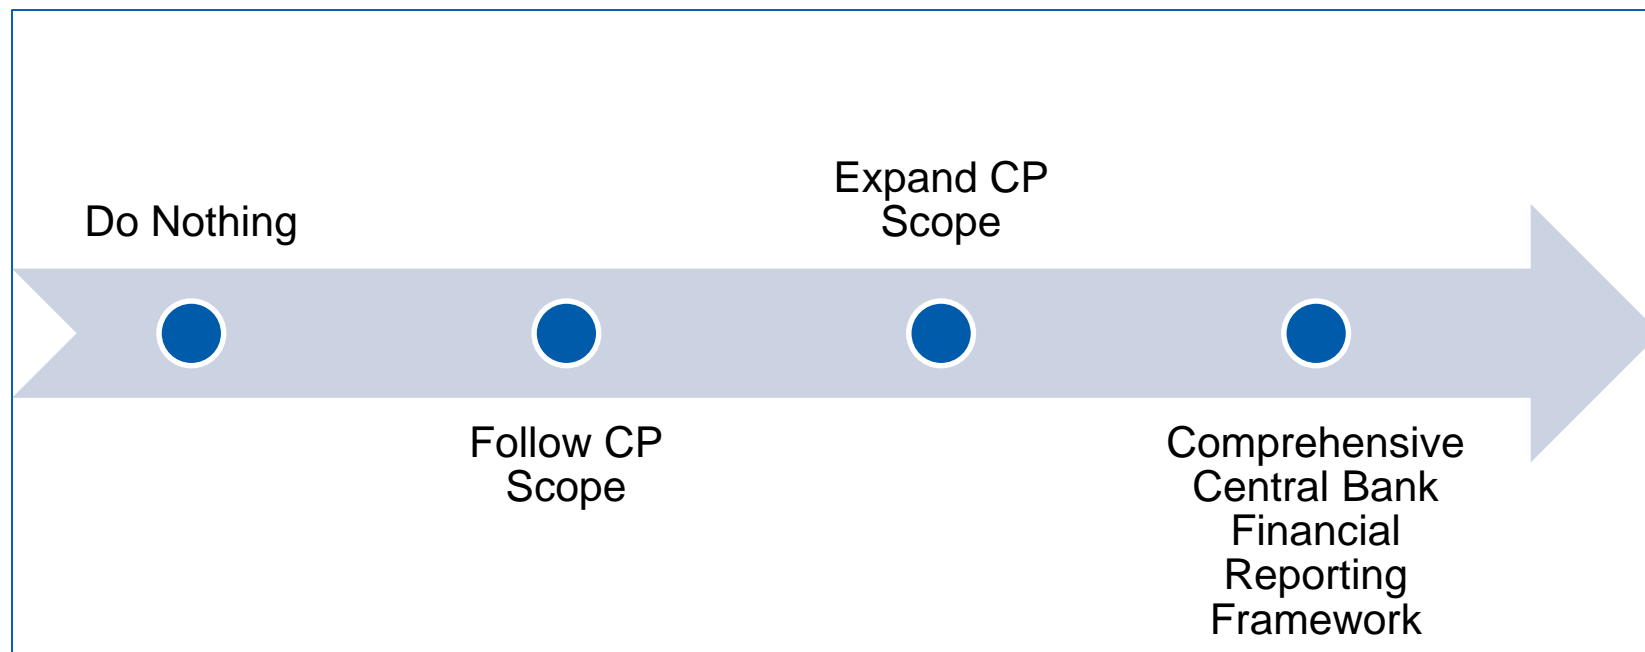 Do Nothing
Follow CP
Scope
Expand CP
Scope
Comprehensive
Central Bank
Financial
Reporting
Framework